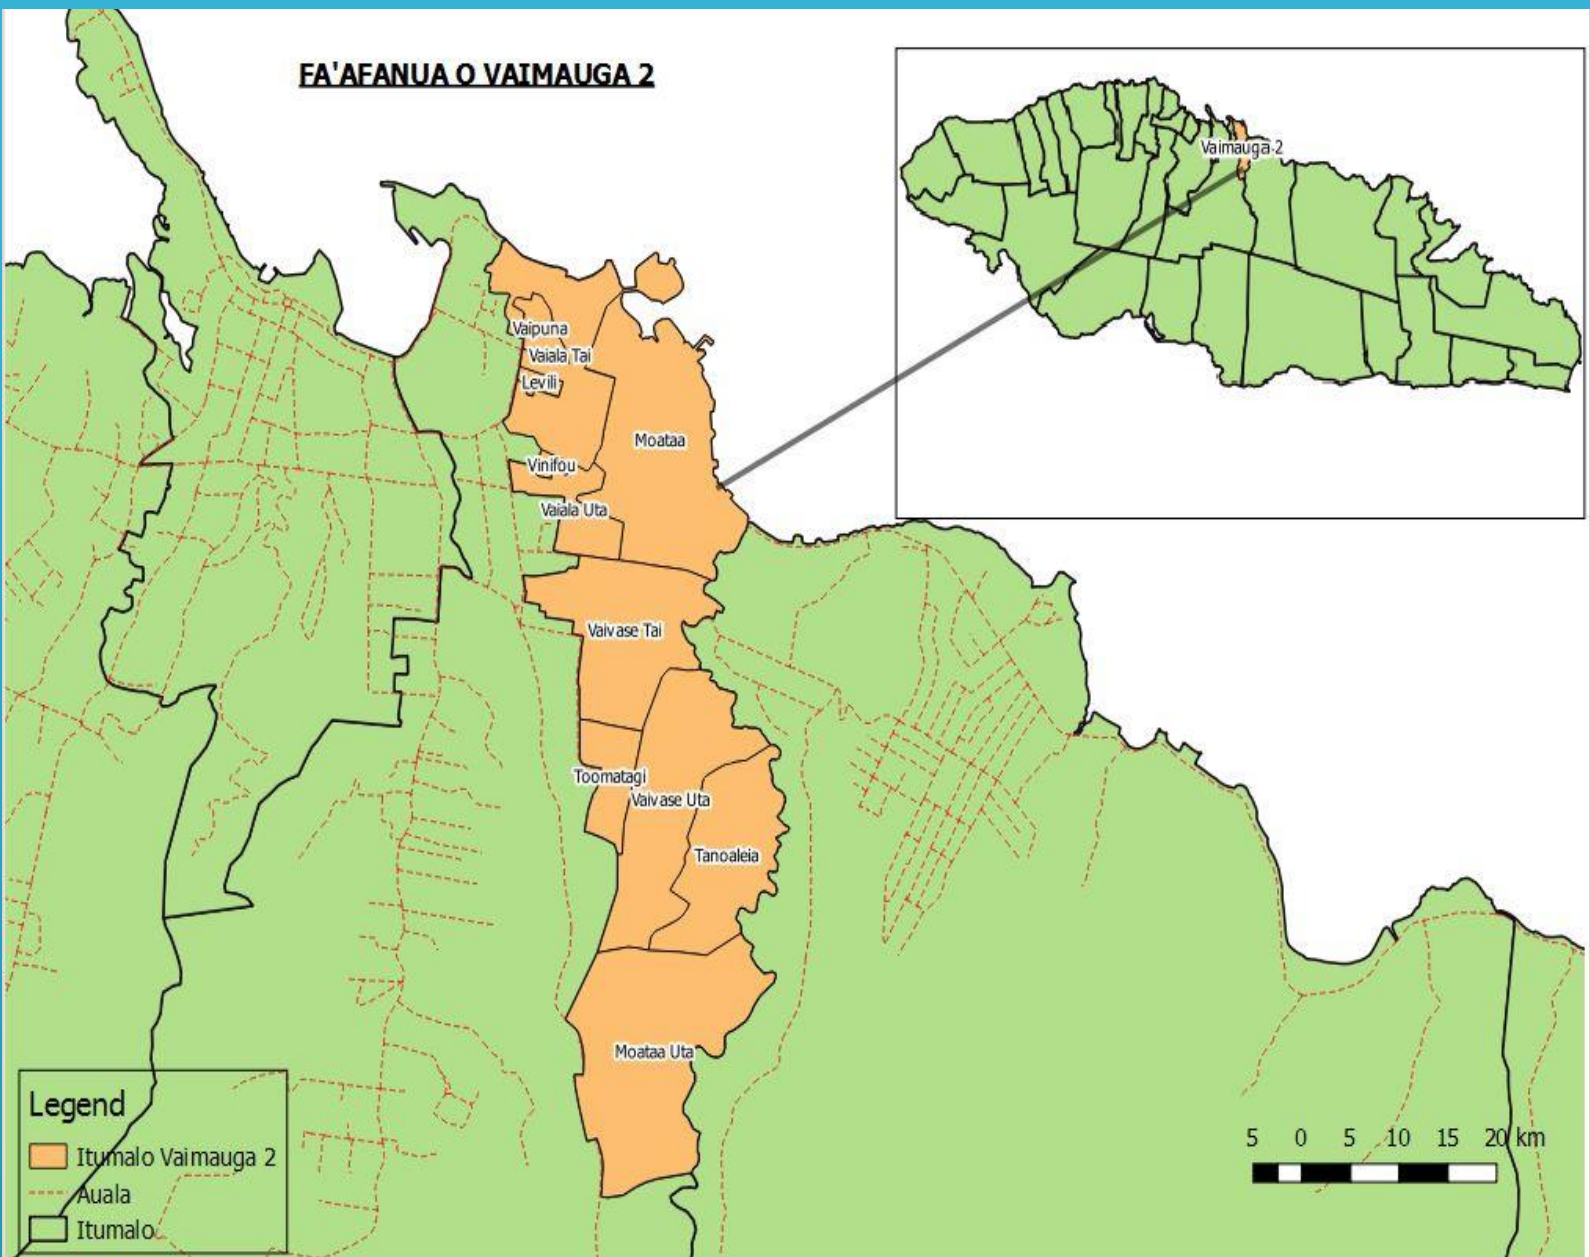 FA'AFANUA O VAIMAUGA 2
Vaimauga 2
Vaipuna
Vaiala Tai
Levili
Moataa
Vinifou
Vaiala Uta
Vaivase Tai
Toomatagi
Vaivase Uta
Tanoaleia
Moataa Uta
Legend
Itumalo Vaimauga 2
Auala
Itumalo
5 0 5 10 15 20 km